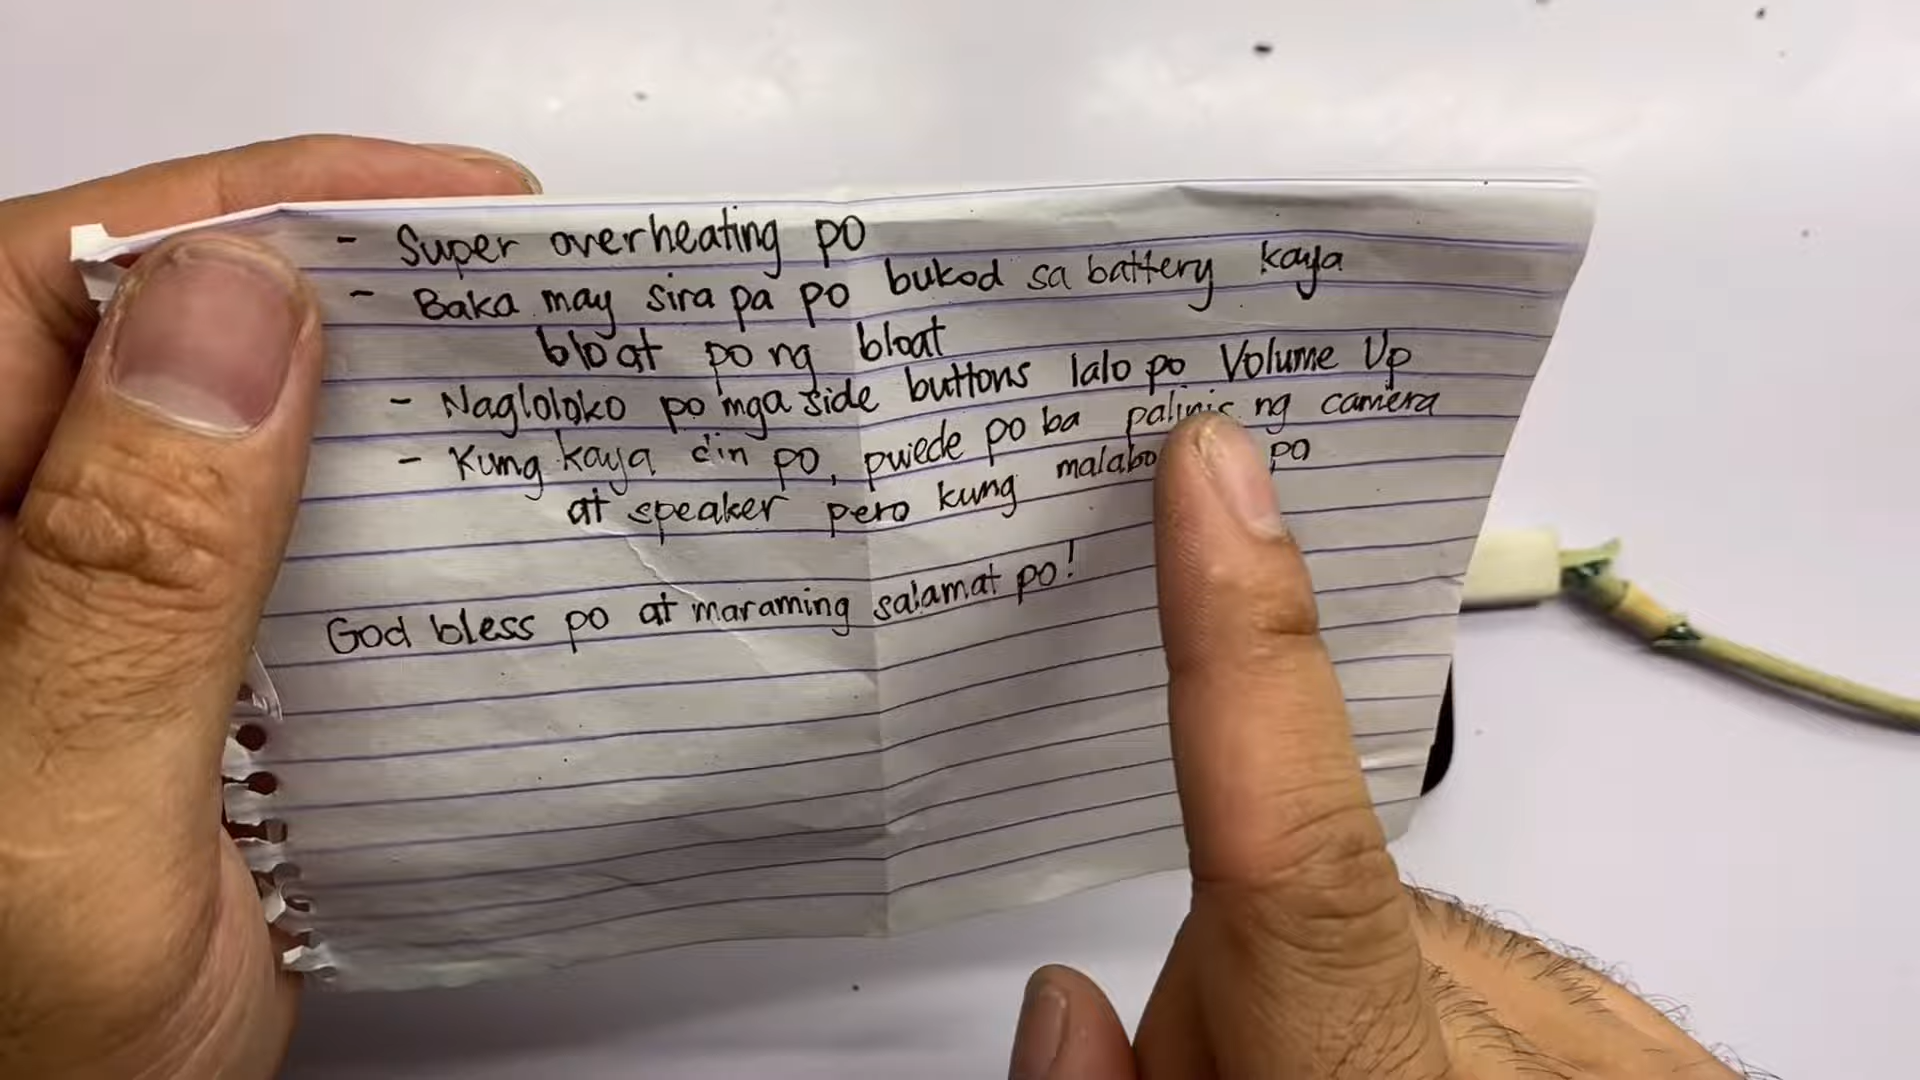 - Super overheating po
- Baka may sira pa po bukod sa battery kaya
bloat po ng bloat
- Nagloloko po mga side buttons lalo po Volume Up
- Kung kaya din po, pwede po ba palinis ng camera
at speaker pero kung malabo po
God bless po at maraming salamat po!